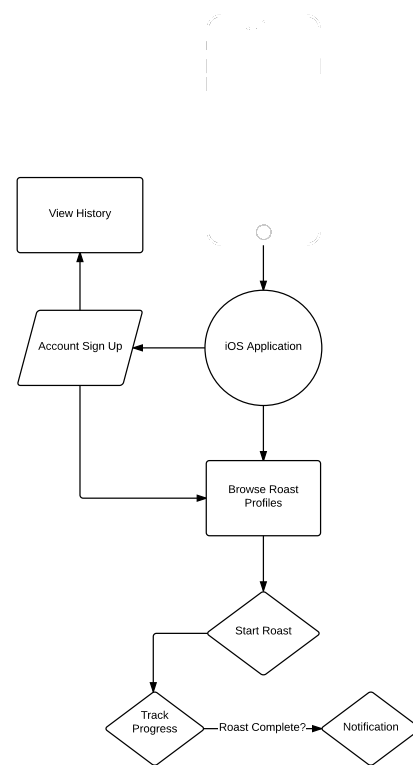 View History
Account Sign Up
iOS Application
Browse Roast
Profiles
Start Roast
Track
Progress
Roast Complete?
Notification